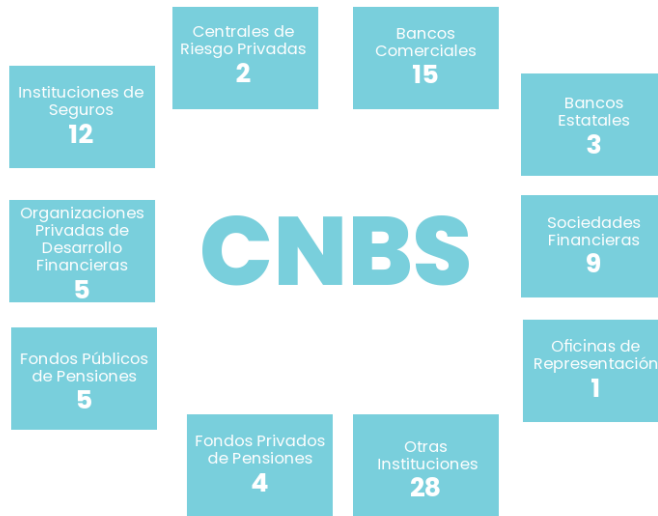 Centrales de
Riesgo Privadas
2
Bancos
Comerciales
15
Instituciones de
Seguros
12
Bancos
Estatales
3
Organizaciones
Privadas de
Desarrollo
Financieras
5
CNBS
Sociedades
Financieras
9
Fondos Públicos
de Pensiones
5
Oficinas de
Representación
1
Fondos Privados
de Pensiones
4
Otras
Instituciones
28